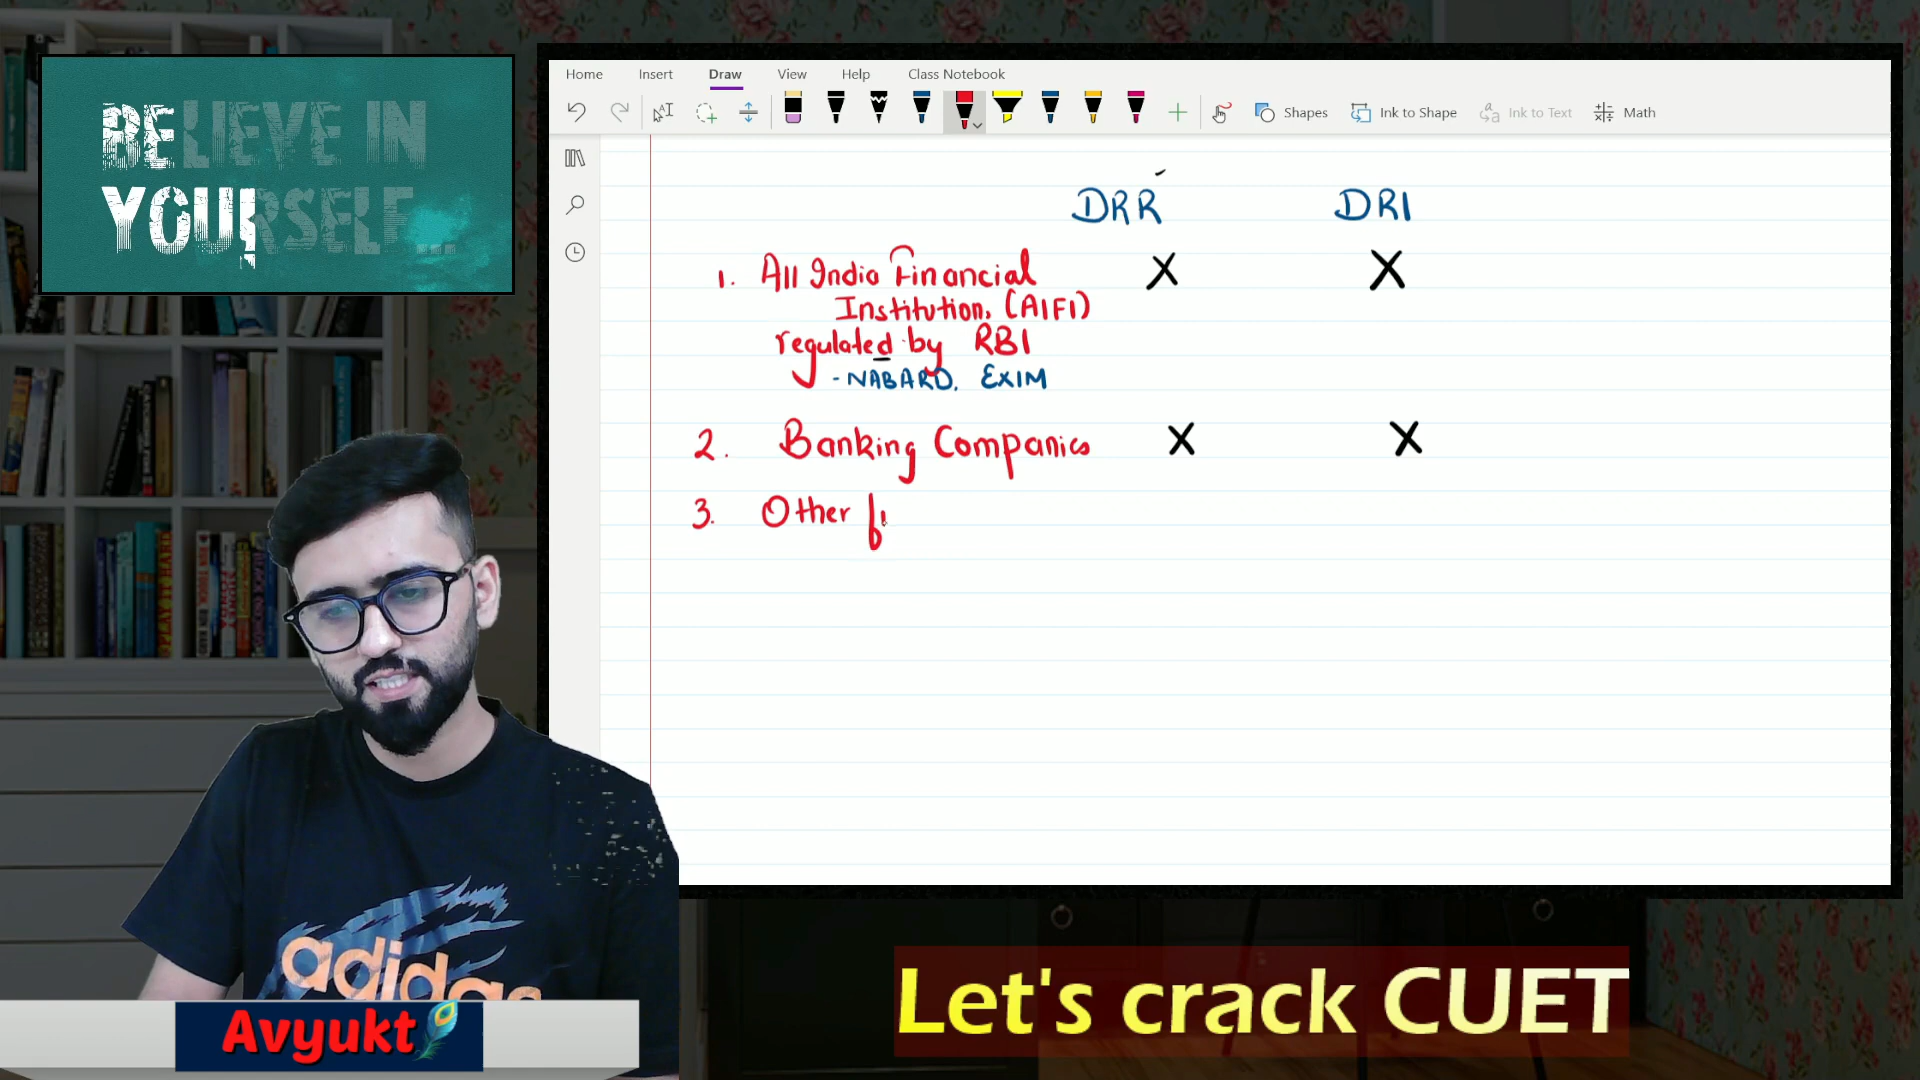 BELIEVE IN
YOURSELF...
Home Insert Draw View Help Class Notebook
Shapes Ink to Shape Ink to Text Math
DRR DRI
1. All India Financial X X
Institution. (AIFI)
regulated by RBI
- NABARD. EXIM
2. Banking Companies X X
3. Other fi
adidas
Avyukt
Let's crack CUET